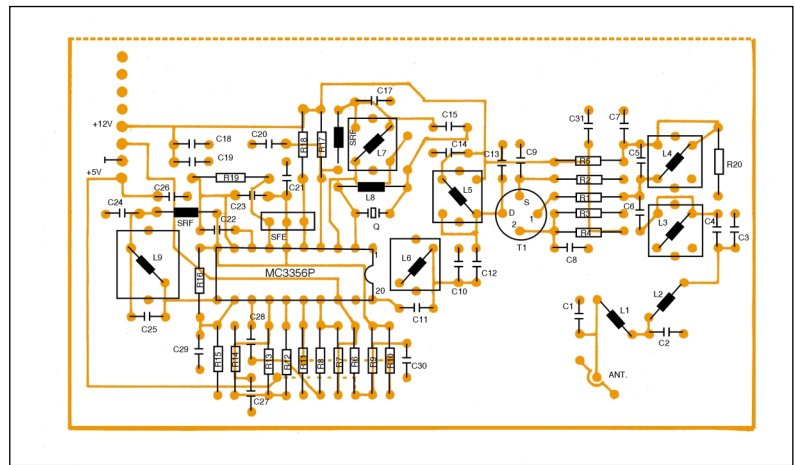 C17
+12V
C18
C20
R18
R17
SRF
C15
C31
C7
L7
C19
C14
C13
C9
C5
L4
R20
+5V
R19
C21
R5
R2
C26
C23
L8
L5
S
R1
C24
SRF
C22
SFE
Q
D
1
2
R3
C6
L3
C4
C3
R4
T1
C8
L9
R16
MC3356P
1
20
L6
C10
C12
C11
L2
C1
L1
C25
C28
C2
C29
R15
R14
R13
R12
R11
R8
R7
R6
R9
R10
C30
ANT.
C27